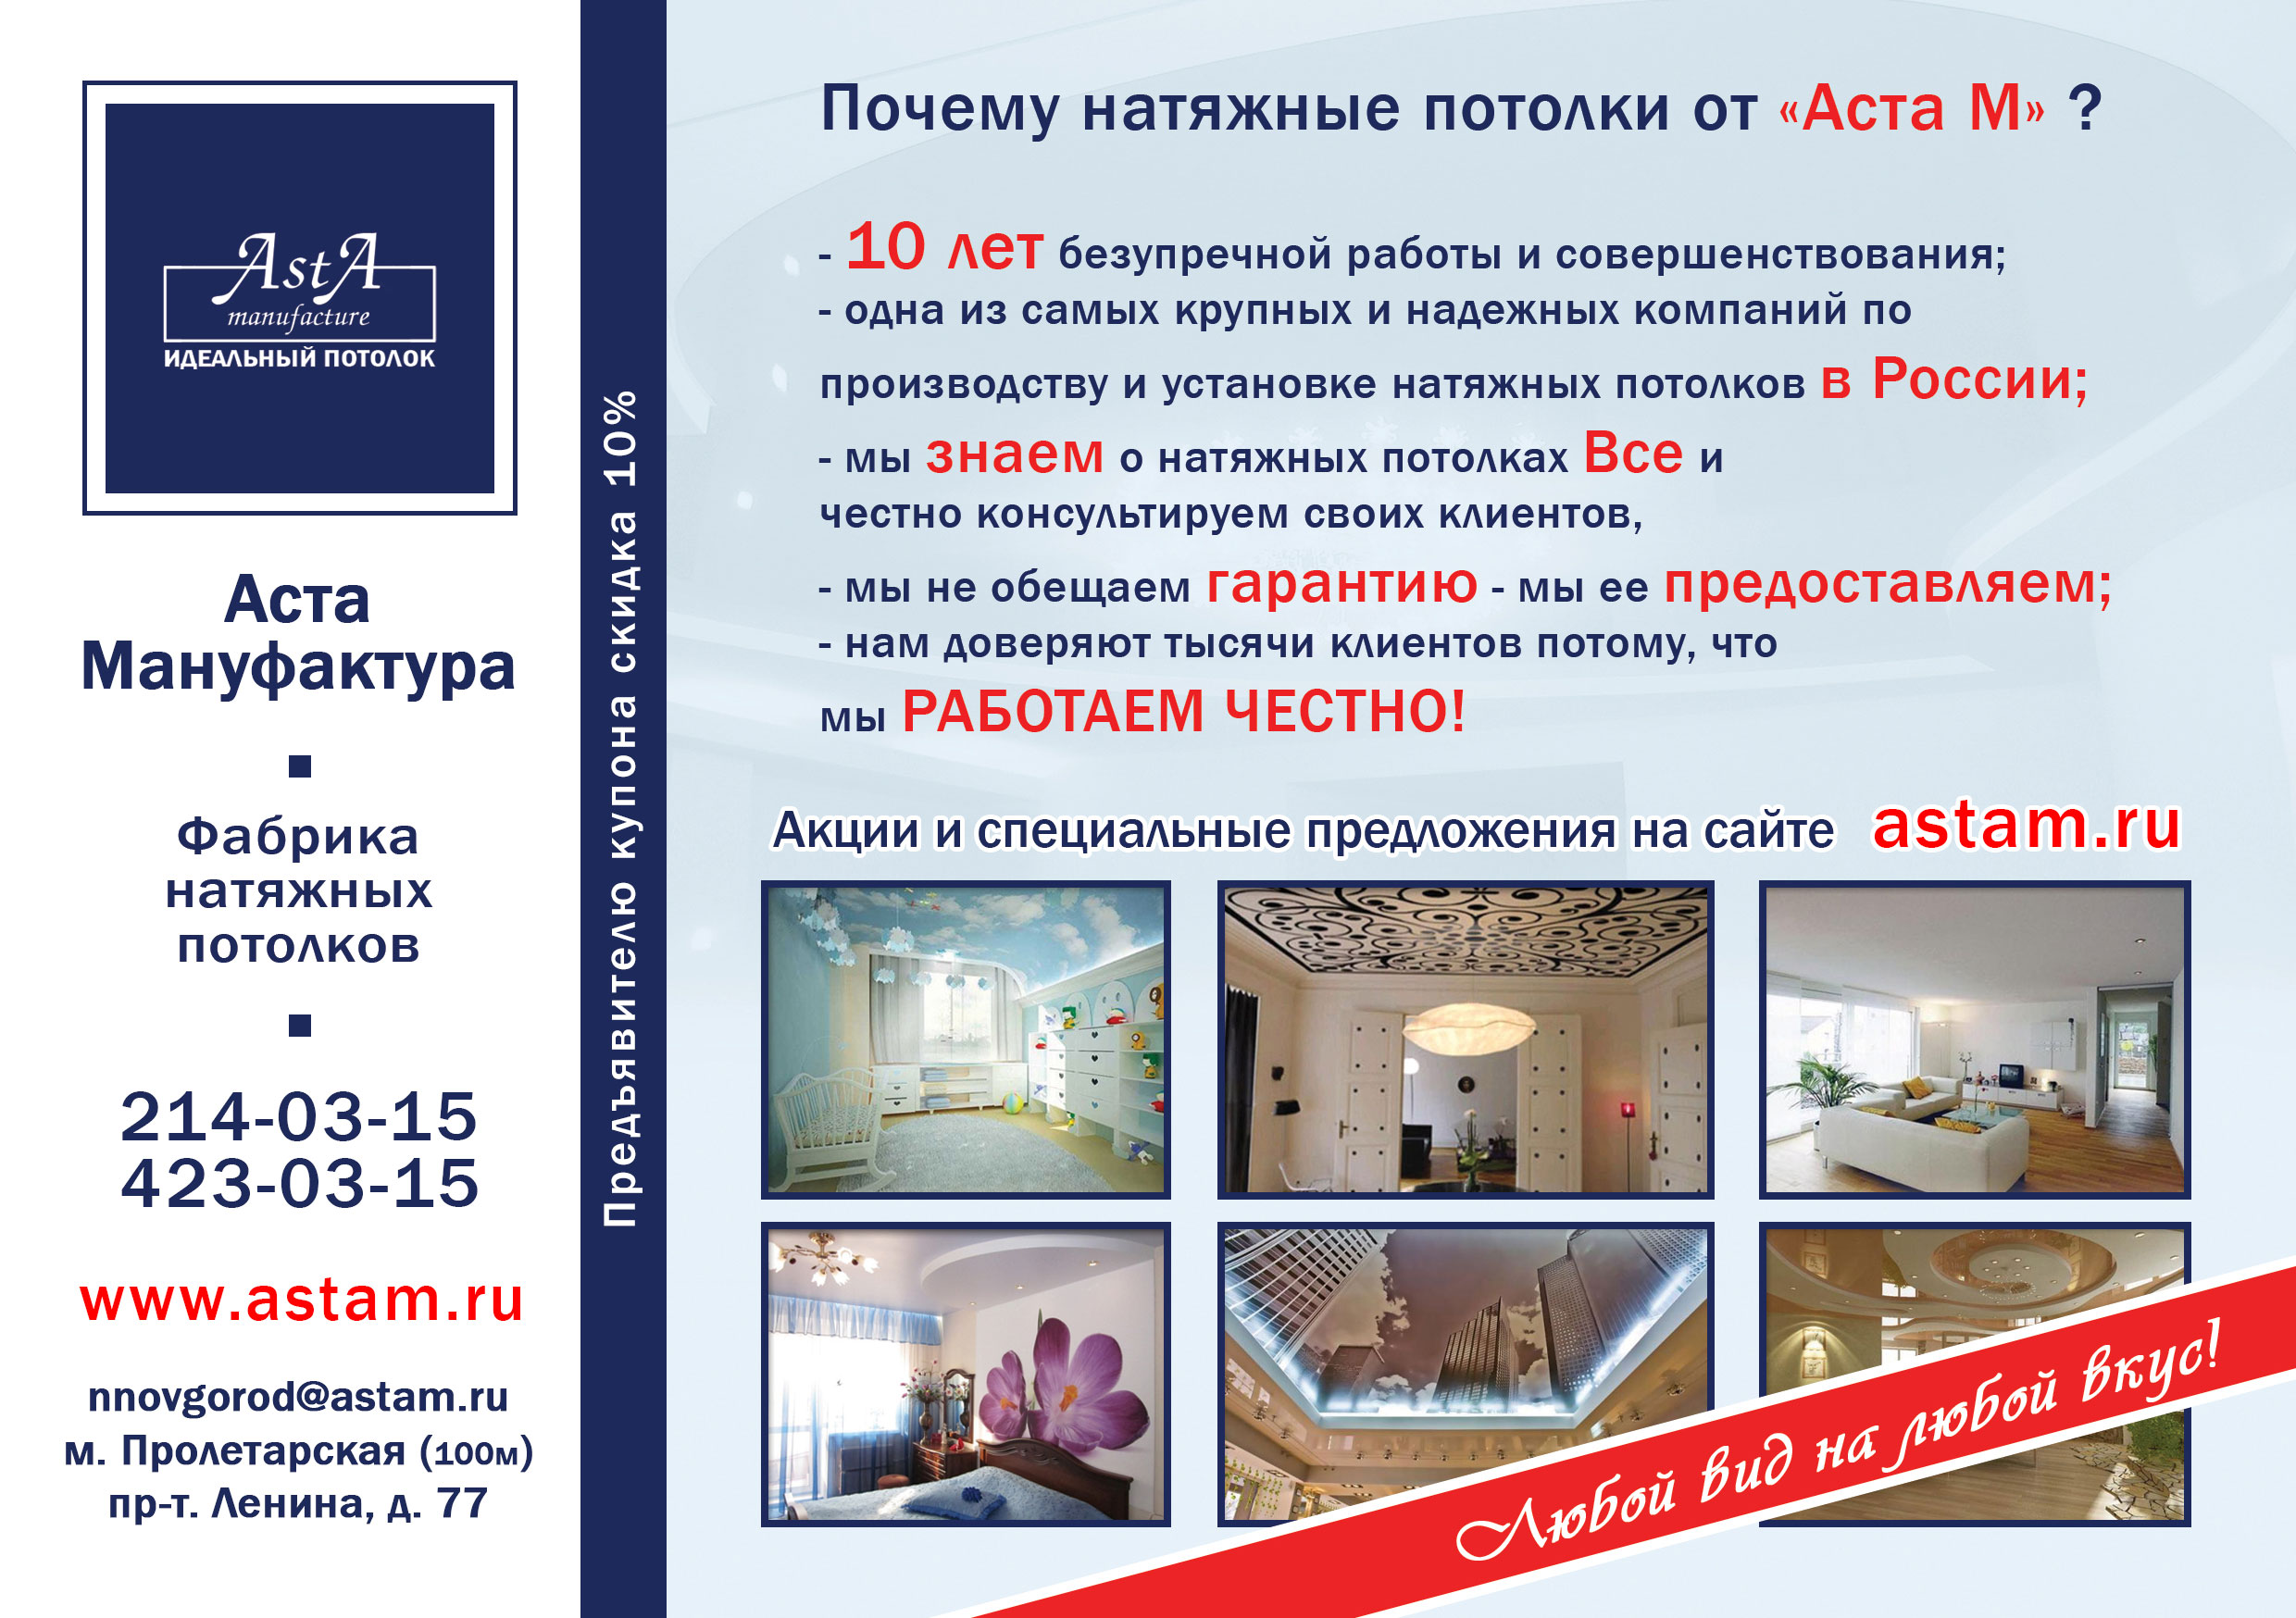 AstA
manufacture
ИДЕАЛЬНЫЙ ПОТОЛОК
Аста
Мануфактура
Фабрика
натяжных
потолков
214-03-15
423-03-15
www.astam.ru
nnovgorod@astam.ru
м. Пролетарская (100м)
пр-т. Ленина, д. 77
Предъявителю купона скидка 10%
Почему натяжные потолки от «Аста М» ?
- 10 лет безупречной работы и совершенствования;
- одна из самых крупных и надежных компаний по
производству и установке натяжных потолков в России;
- мы знаем о натяжных потолках Все и
честно консультируем своих клиентов,
- мы не обещаем гарантию - мы ее предоставляем;
- нам доверяют тысячи клиентов потому, что
мы РАБОТАЕМ ЧЕСТНО!
Акции и специальные предложения на сайте astam.ru
Любой вид на любой вкус!